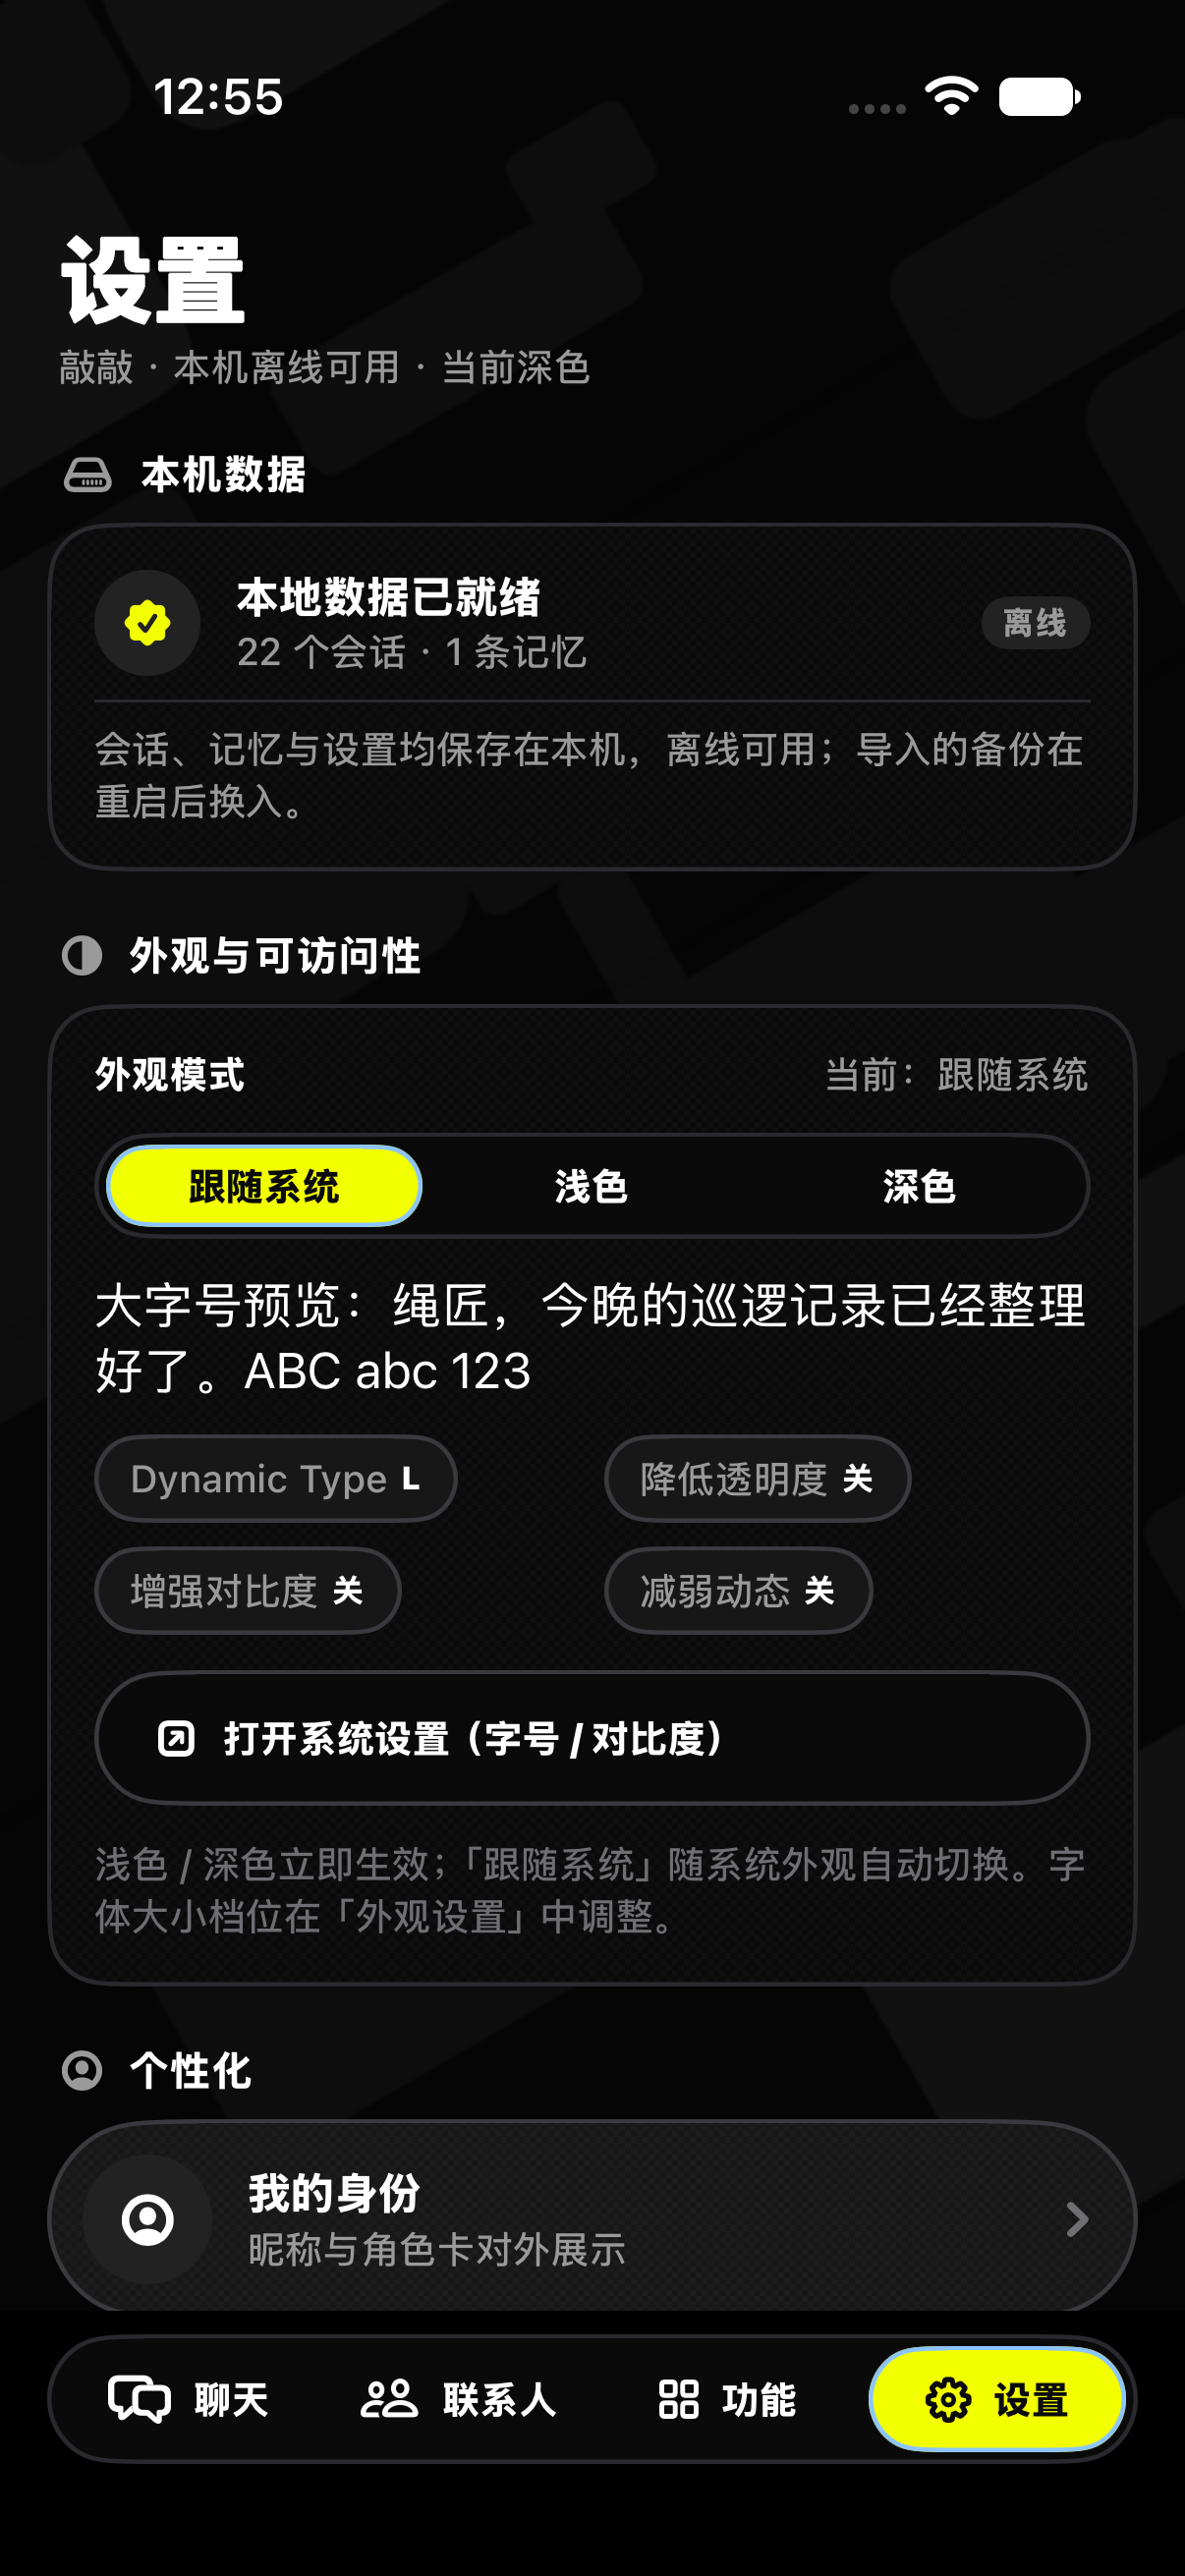 12:55
设置
敲敲 · 本机离线可用 · 当前深色
本机数据
本地数据已就绪
22 个会话 · 1 条记忆
离线
会话、记忆与设置均保存在本机，离线可用；导入的备份在
重启后换入。
外观与可访问性
外观模式
当前：跟随系统
跟随系统
浅色
深色
大字号预览：绳匠，今晚的巡逻记录已经整理
好了。ABC abc 123
Dynamic Type L
降低透明度 关
增强对比度 关
减弱动态 关
打开系统设置（字号 / 对比度）
浅色 / 深色立即生效；「跟随系统」随系统外观自动切换。字
体大小档位在「外观设置」中调整。
个性化
我的身份
昵称与角色卡对外展示
聊天
联系人
功能
设置